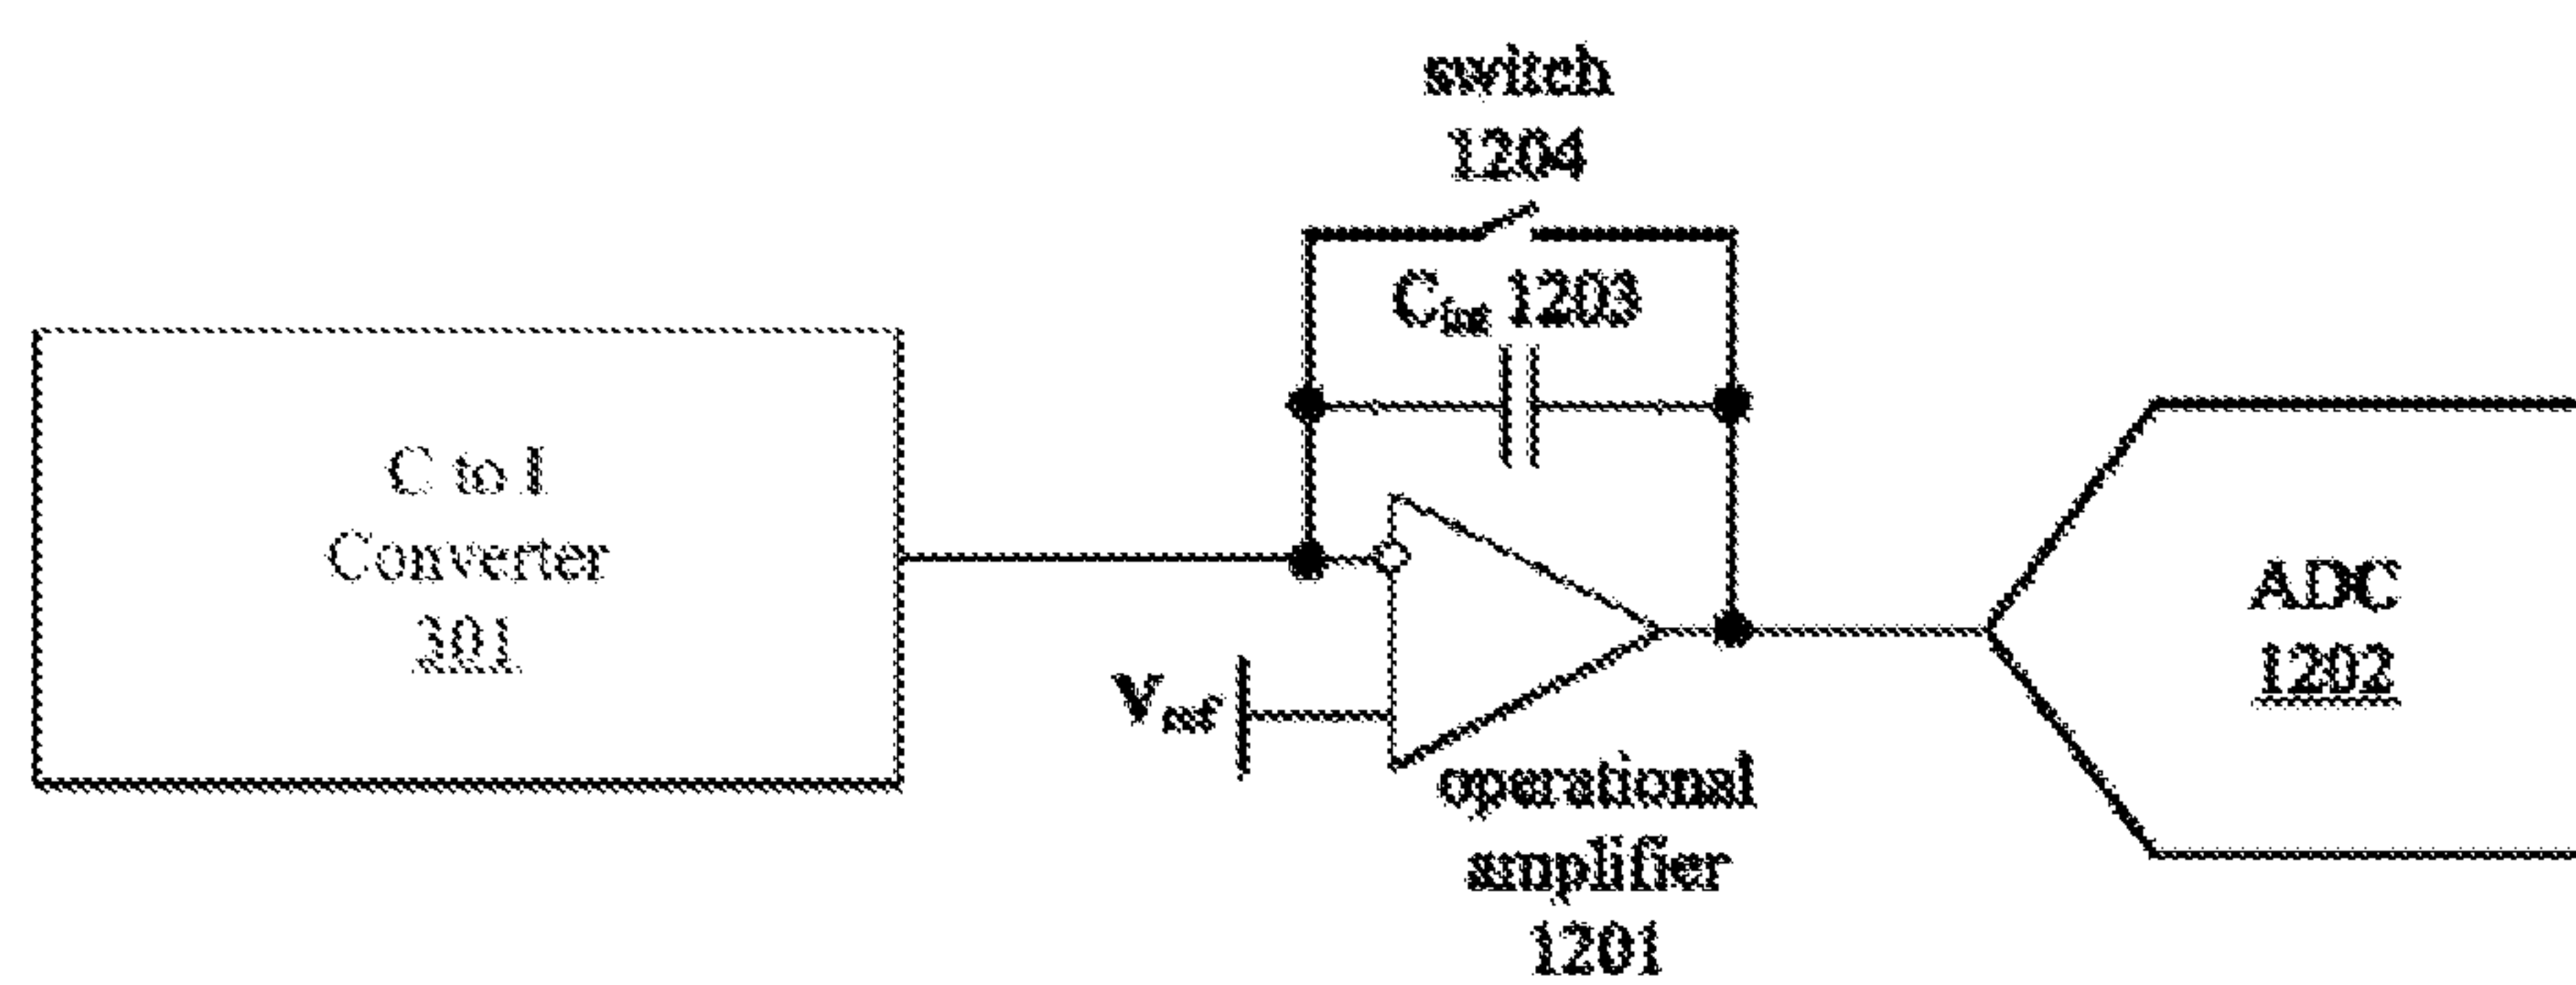 switch
1204
C_int 1203
C to I
Converter
301
ADC
1202
V_ref
operational
amplifier
1201